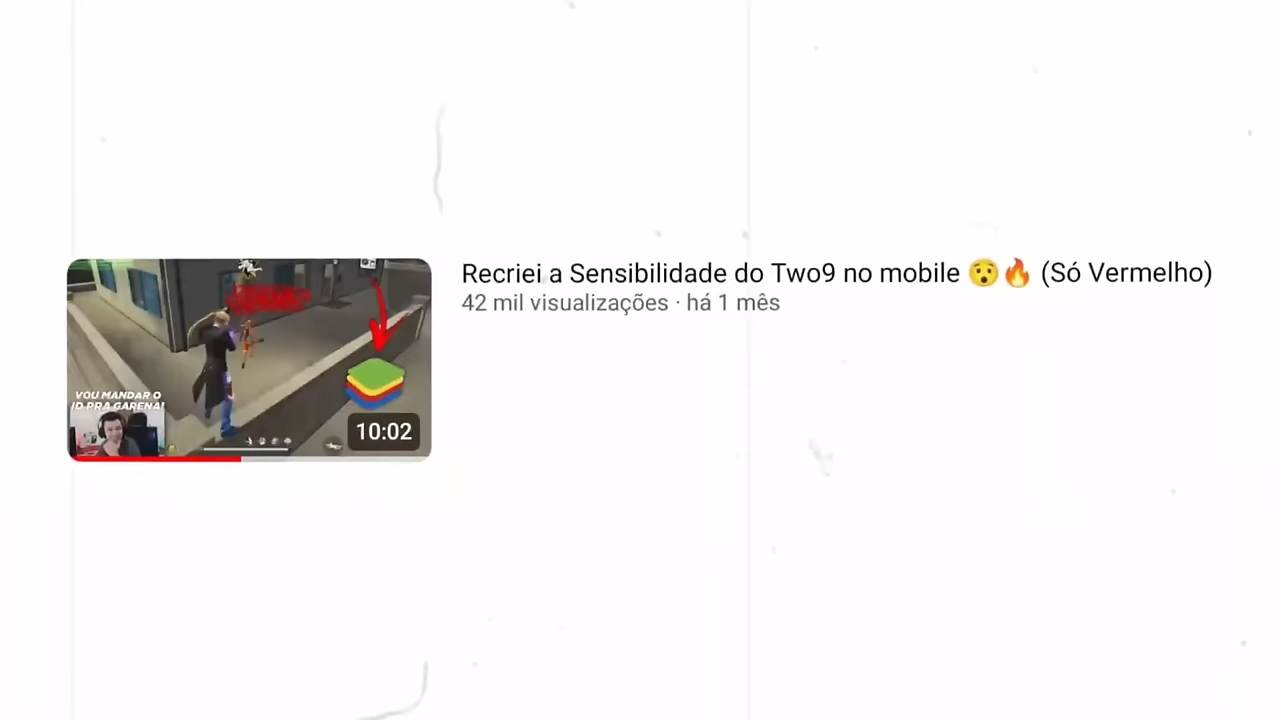 Recriei a Sensibilidade do Two9 no mobile 😯🔥 (Só Vermelho)
42 mil visualizações · há 1 mês
VOU MANDAR O
ID PRA GARENA!
10:02